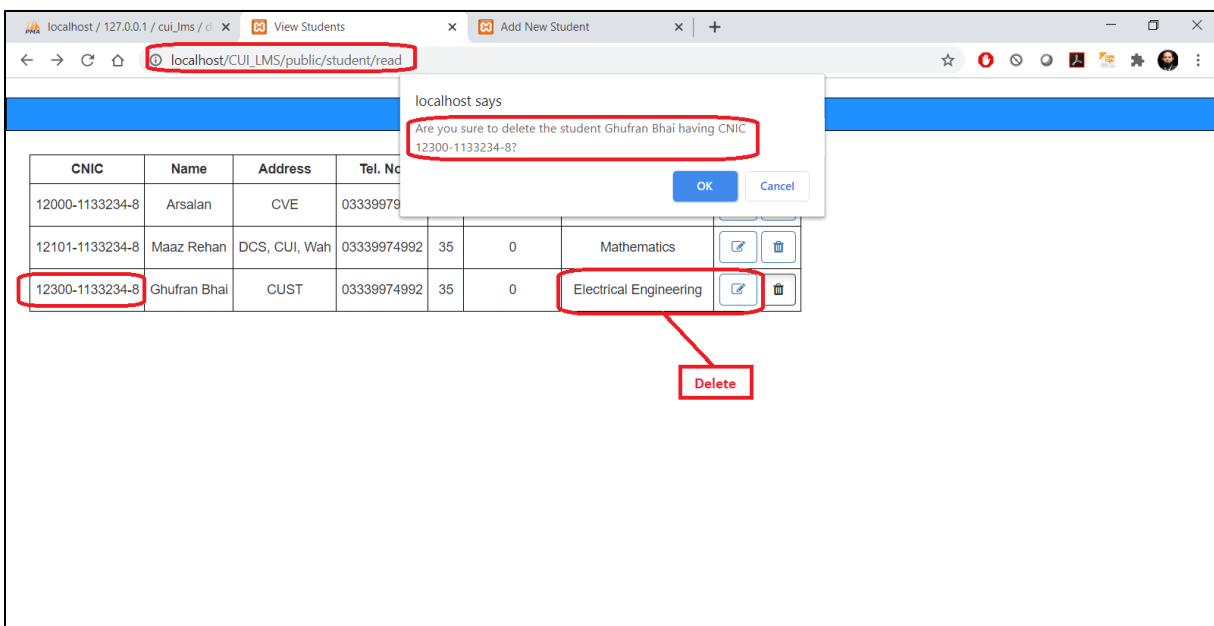 localhost / 127.0.0.1 / cui_lms / d
View Students
Add New Student
localhost/CUI_LMS/public/student/read
localhost says
Are you sure to delete the student Ghufran Bhai having CNIC
12300-1133234-8?
OK Cancel
CNIC Name Address Tel. No
12000-1133234-8 Arsalan CVE 03339979
12101-1133234-8 Maaz Rehan DCS, CUI, Wah 03339974992 35 0 Mathematics
12300-1133234-8 Ghufran Bhai CUST 03339974992 35 0 Electrical Engineering
Delete